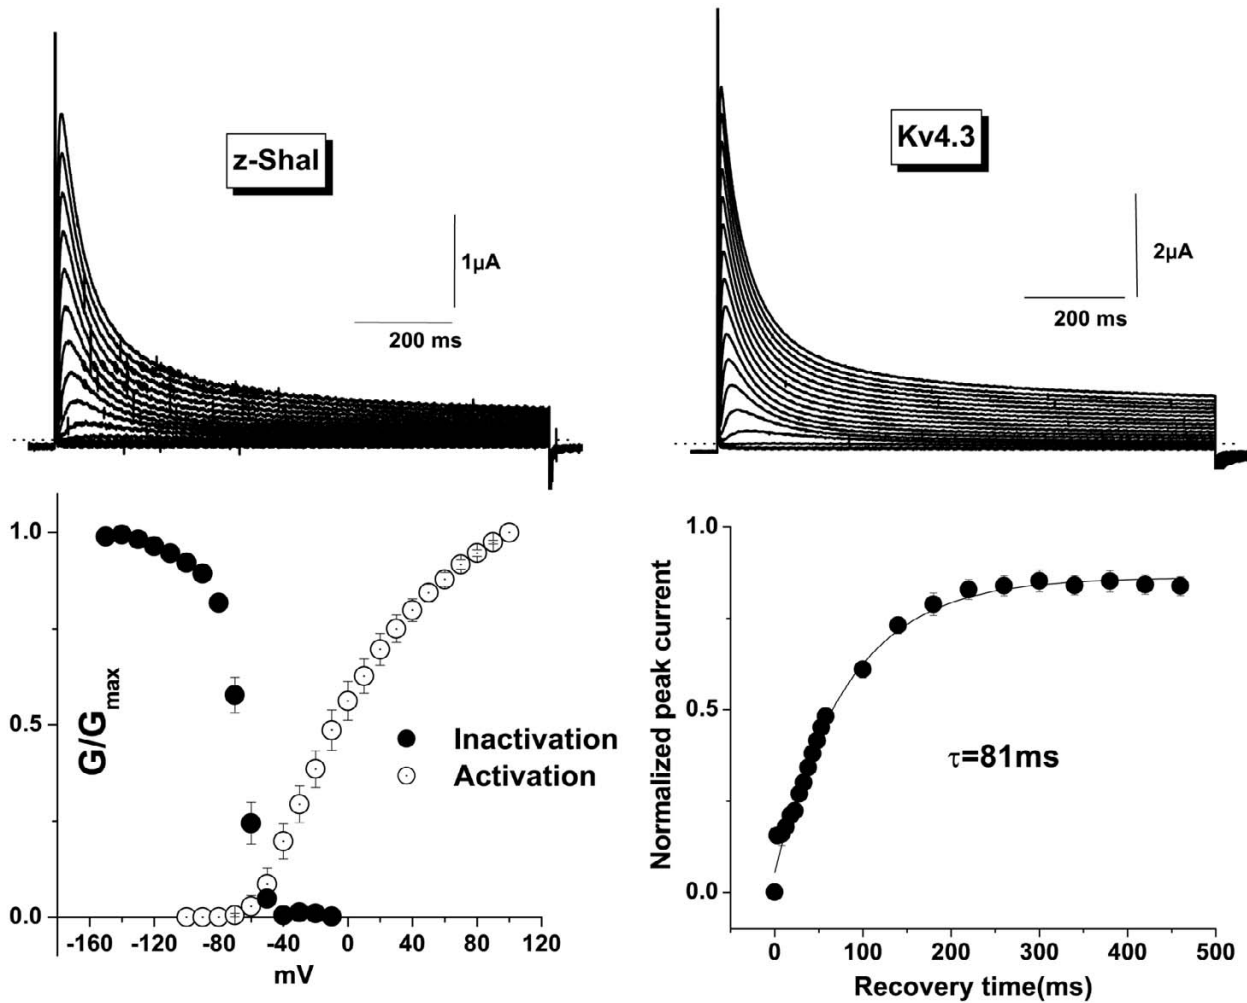 z-Shal
1μA
200 ms
Kv4.3
2μA
200 ms
1.0
0.5
0.0
G/Gmax
Inactivation
Activation
-160 -120 -80 -40 0 40 80 120
mV
1.0
0.5
0.0
Normalized peak current
τ=81ms
0 100 200 300 400 500
Recovery time(ms)